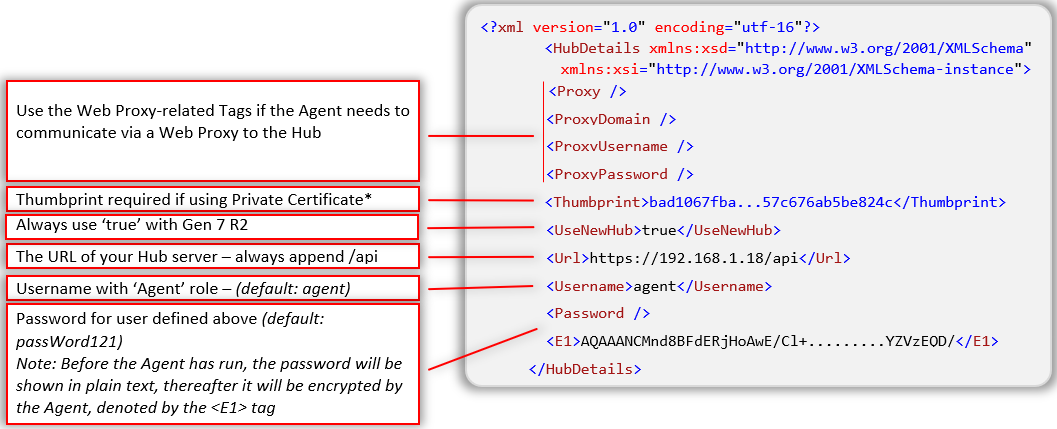 <?xml version="1.0" encoding="utf-16"?>
<HubDetails xmlns:xsd="http://www.w3.org/2001/XMLSchema"
xmlns:xsi="http://www.w3.org/2001/XMLSchema-instance">
<Proxy />
<ProxyDomain />
<ProxyUsername />
<ProxyPassword />
<Thumbprint>bad1067fba...57c676ab5be824c</Thumbprint>
<UseNewHub>true</UseNewHub>
<Url>https://192.168.1.18/api</Url>
<Username>agent</Username>
<Password />
<E1>AQAAANCMnd8BFdERjHoAwE/Cl+.........YZVzEQD/</E1>
</HubDetails>
Use the Web Proxy-related Tags if the Agent needs to
communicate via a Web Proxy to the Hub
Thumbprint required if using Private Certificate*
Always use ‘true’ with Gen 7 R2
The URL of your Hub server – always append /api
Username with ‘Agent’ role – (default: agent)
Password for user defined above (default:
passWord121)
Note: Before the Agent has run, the password will be
shown in plain text, thereafter it will be encrypted by
the Agent, denoted by the <E1> tag